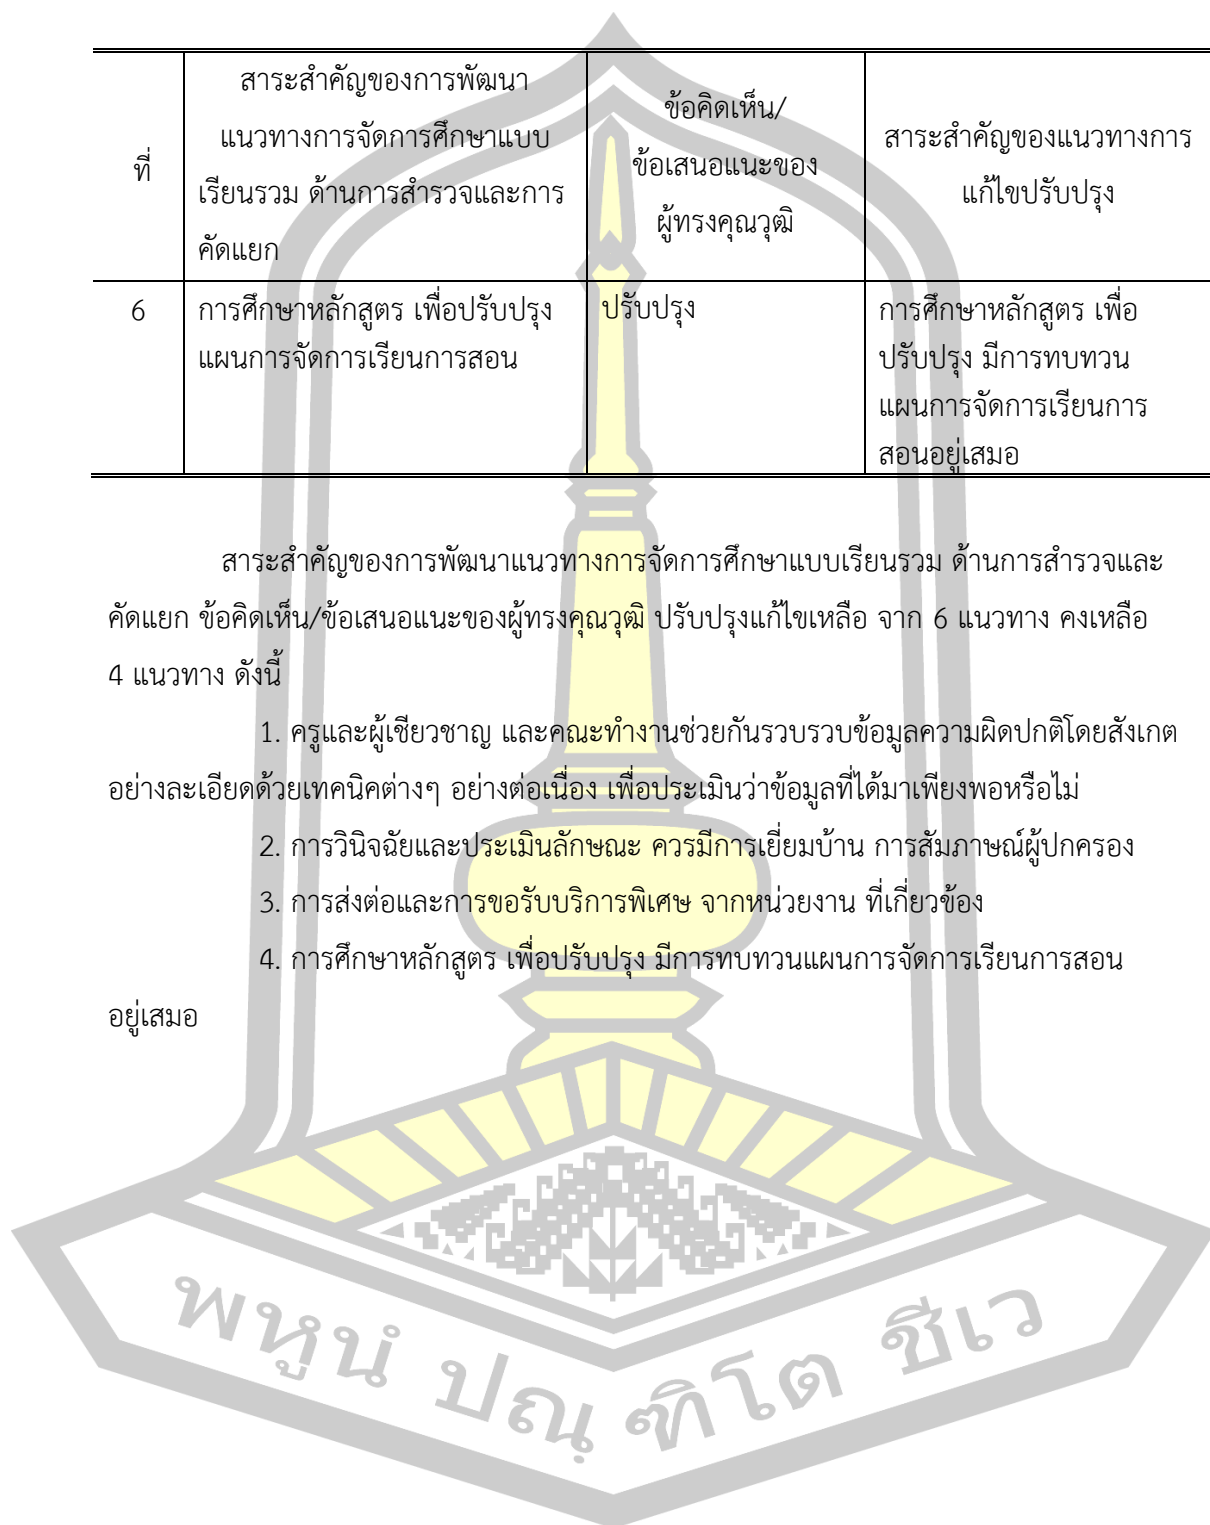 ที่
สาระสำคัญของการพัฒนา
แนวทางการจัดการศึกษาแบบ
เรียนรวม ด้านการสำรวจและการ
คัดแยก
ข้อคิดเห็น/
ข้อเสนอแนะของ
ผู้ทรงคุณวุฒิ
สาระสำคัญของแนวทางการ
แก้ไขปรับปรุง
6
การศึกษาหลักสูตร เพื่อปรับปรุง
แผนการจัดการเรียนการสอน
ปรับปรุง
การศึกษาหลักสูตร เพื่อ
ปรับปรุง มีการทบทวน
แผนการจัดการเรียนการ
สอนอยู่เสมอ
สาระสำคัญของการพัฒนาแนวทางการจัดการศึกษาแบบเรียนรวม ด้านการสำรวจและ
คัดแยก ข้อคิดเห็น/ข้อเสนอแนะของผู้ทรงคุณวุฒิ ปรับปรุงแก้ไขเหลือ จาก 6 แนวทาง คงเหลือ
4 แนวทาง ดังนี้
1. ครูและผู้เชียวชาญ และคณะทำงานช่วยกันรวบรวบข้อมูลความผิดปกติโดยสังเกต
อย่างละเอียดด้วยเทคนิคต่างๆ อย่างต่อเนื่อง เพื่อประเมินว่าข้อมูลที่ได้มาเพียงพอหรือไม่
2. การวินิจฉัยและประเมินลักษณะ ควรมีการเยี่ยมบ้าน การสัมภาษณ์ผู้ปกครอง
3. การส่งต่อและการขอรับบริการพิเศษ จากหน่วยงาน ที่เกี่ยวข้อง
4. การศึกษาหลักสูตร เพื่อปรับปรุง มีการทบทวนแผนการจัดการเรียนการสอน
อยู่เสมอ
พหูนํ ปณฺฑิโต ชีเว